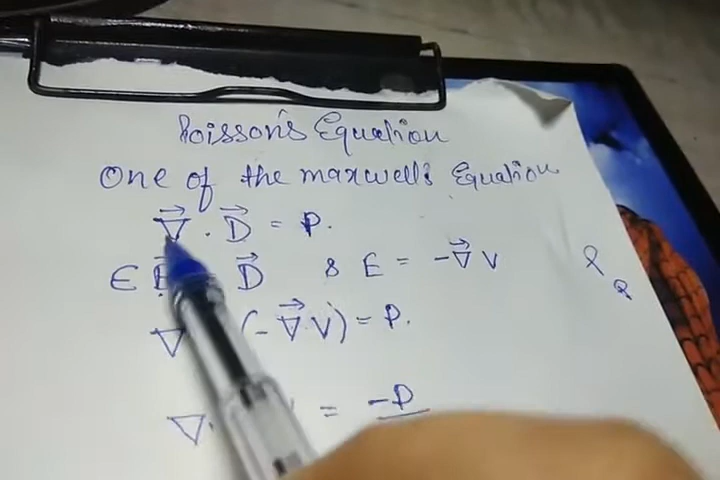 Poisson's Equation
One of the maxwell's Equation
∇⃗ · D⃗ = ρ.
ϵ E⃗ D⃗ & E = -∇⃗ V
∇ (-∇⃗ V) = ρ.
∇. = -ρ